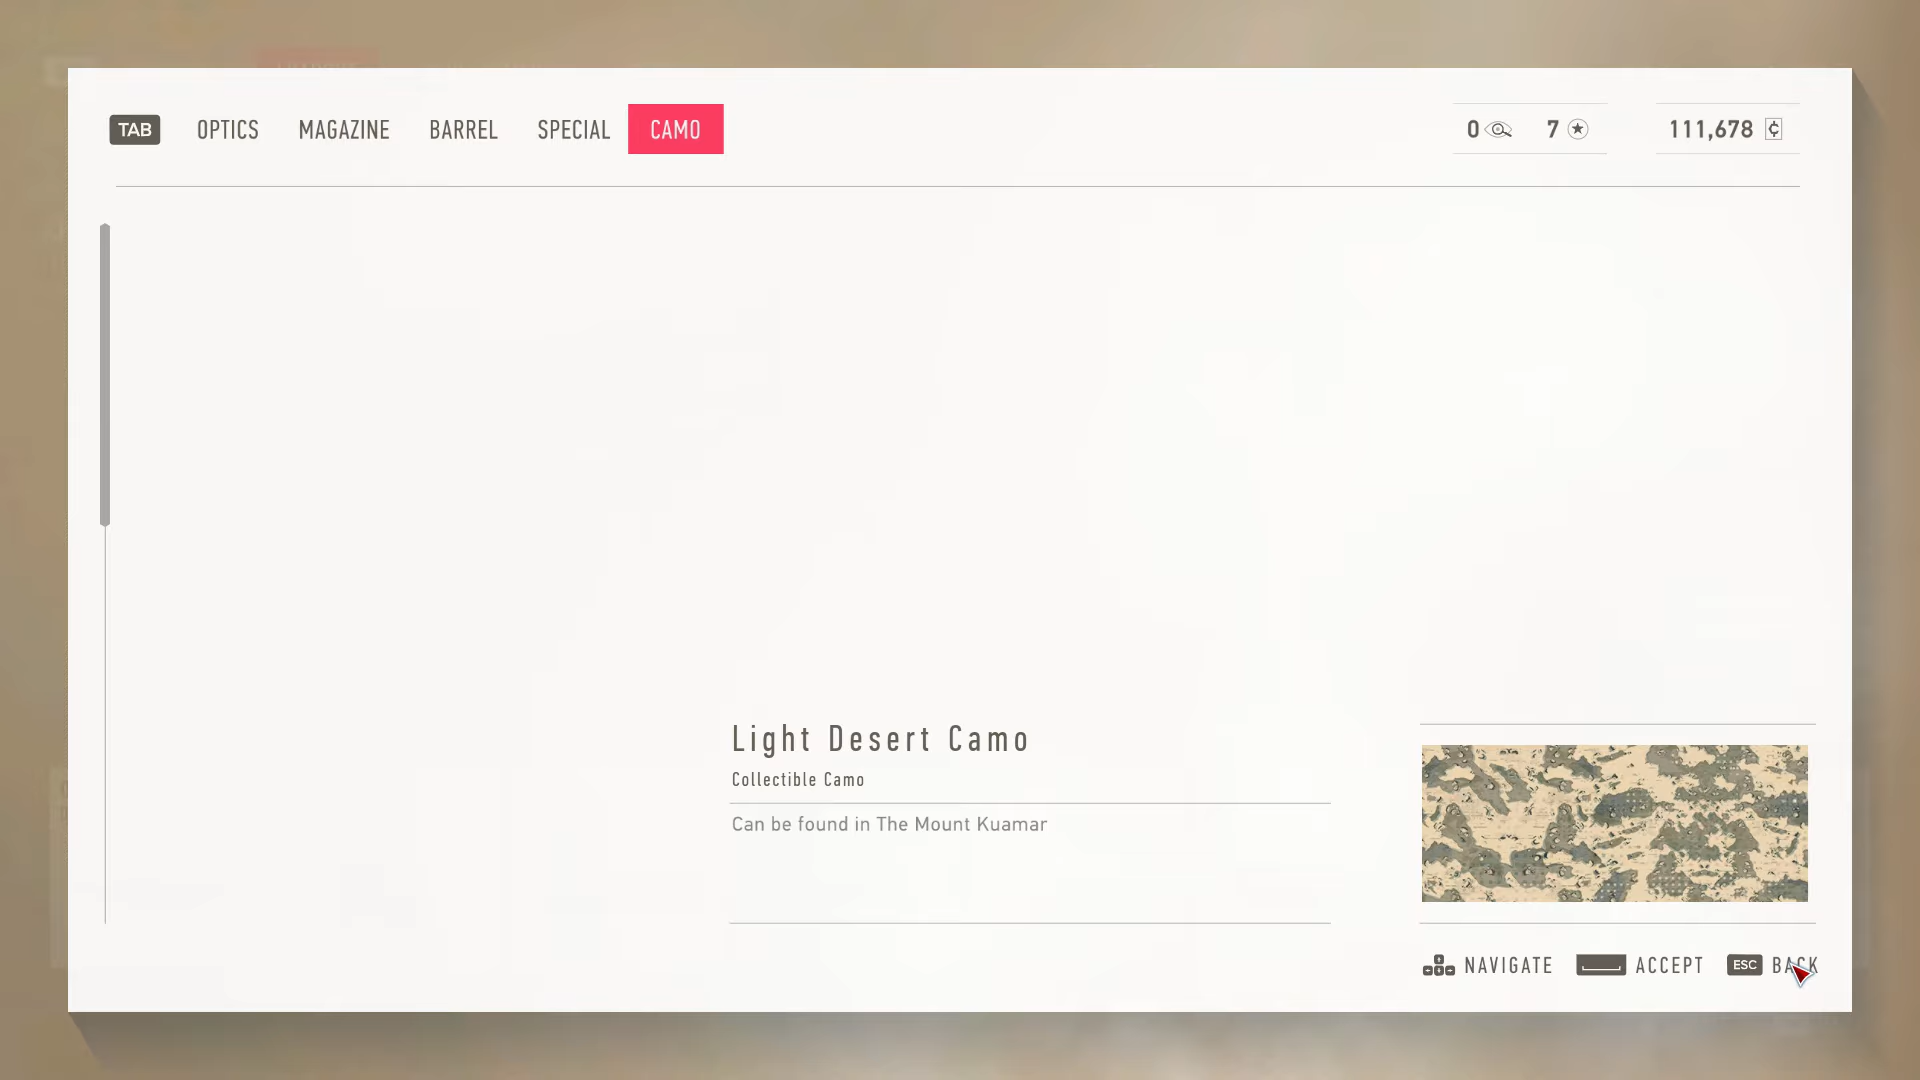 TAB OPTICS MAGAZINE BARREL SPECIAL CAMO 0 7 111,678
Light Desert Camo
Collectible Camo
Can be found in The Mount Kuamar
NAVIGATE ACCEPT ESC BACK